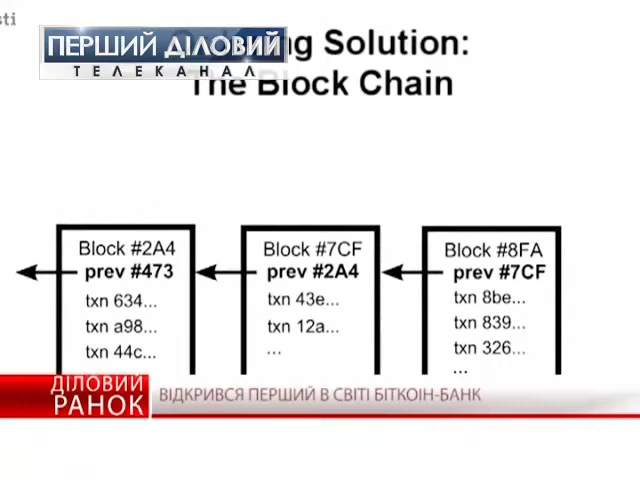 sti
ПЕРШИЙ ДІЛОВИЙ
ТЕЛЕКАНАЛ
Solution:
The Block Chain
Block #2A4
prev #473
txn 634...
txn a98...
txn 44c...
Block #7CF
prev #2A4
txn 43e...
txn 12a...
...
Block #8FA
prev #7CF
txn 8be...
txn 839...
txn 326...
...
ДІЛОВИЙ
РАНОК
ВІДКРИВСЯ ПЕРШИЙ В СВІТІ БІТКОІН-БАНК